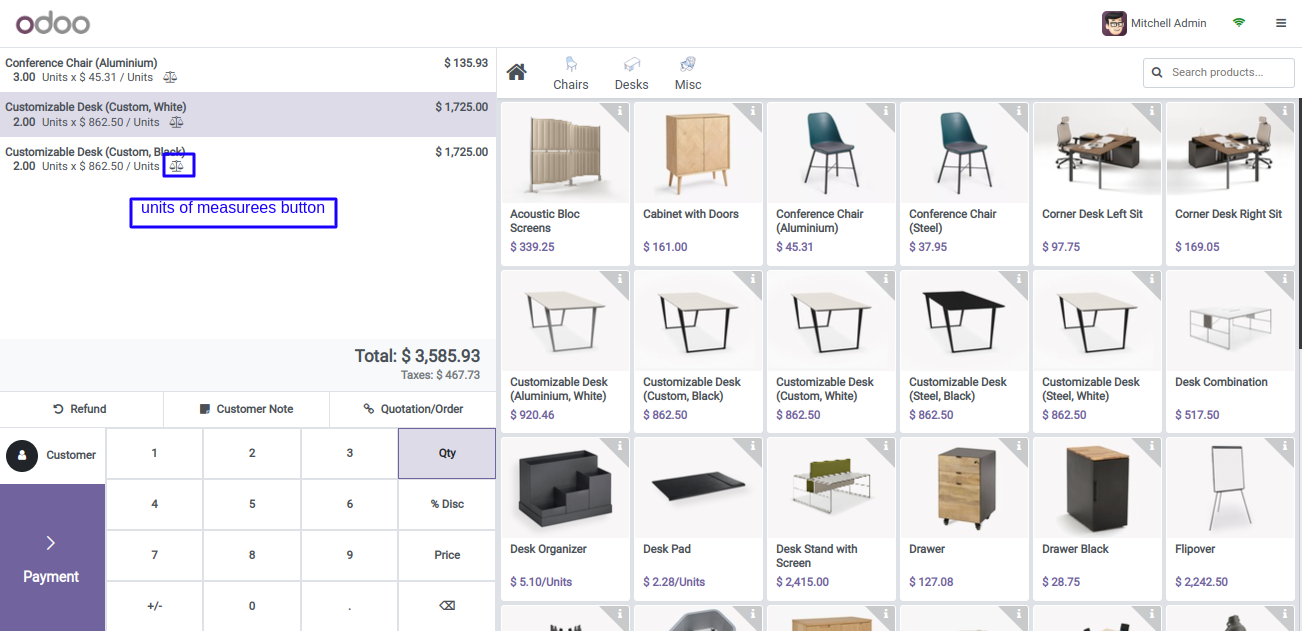 odoo
Mitchell Admin
Conference Chair (Aluminium) $ 135.93
3.00 Units x $ 45.31 / Units
Customizable Desk (Custom, White) $ 1,725.00
2.00 Units x $ 862.50 / Units
Customizable Desk (Custom, Black) $ 1,725.00
2.00 Units x $ 862.50 / Units
units of measurees button
Total: $ 3,585.93
Taxes: $ 467.73
Refund Customer Note Quotation/Order
Customer 1 2 3 Qty
4 5 6 % Disc
Payment 7 8 9 Price
+/- 0 .
Chairs Desks Misc Search products...
Acoustic Bloc Screens
$ 339.25
Cabinet with Doors
$ 161.00
Conference Chair (Aluminium)
$ 45.31
Conference Chair (Steel)
$ 37.95
Corner Desk Left Sit
$ 97.75
Corner Desk Right Sit
$ 169.05
Customizable Desk (Aluminium, White)
$ 920.46
Customizable Desk (Custom, Black)
$ 862.50
Customizable Desk (Custom, White)
$ 862.50
Customizable Desk (Steel, Black)
$ 862.50
Customizable Desk (Steel, White)
$ 862.50
Desk Combination
$ 517.50
Desk Organizer
$ 5.10/Units
Desk Pad
$ 2.28/Units
Desk Stand with Screen
$ 2,415.00
Drawer
$ 127.08
Drawer Black
$ 28.75
Flipover
$ 2,242.50